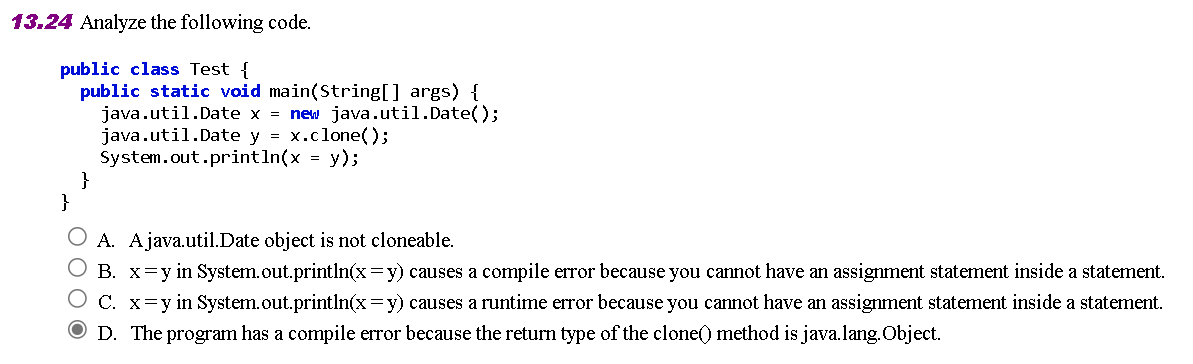 13.24 Analyze the following code.
public class Test {
public static void main(String[] args) {
java.util.Date x = new java.util.Date();
java.util.Date y = x.clone();
System.out.println(x = y);
}
}
A. A java.util.Date object is not cloneable.
B. x = y in System.out.println(x = y) causes a compile error because you cannot have an assignment statement inside a statement.
C. x = y in System.out.println(x = y) causes a runtime error because you cannot have an assignment statement inside a statement.
D. The program has a compile error because the return type of the clone() method is java.lang.Object.